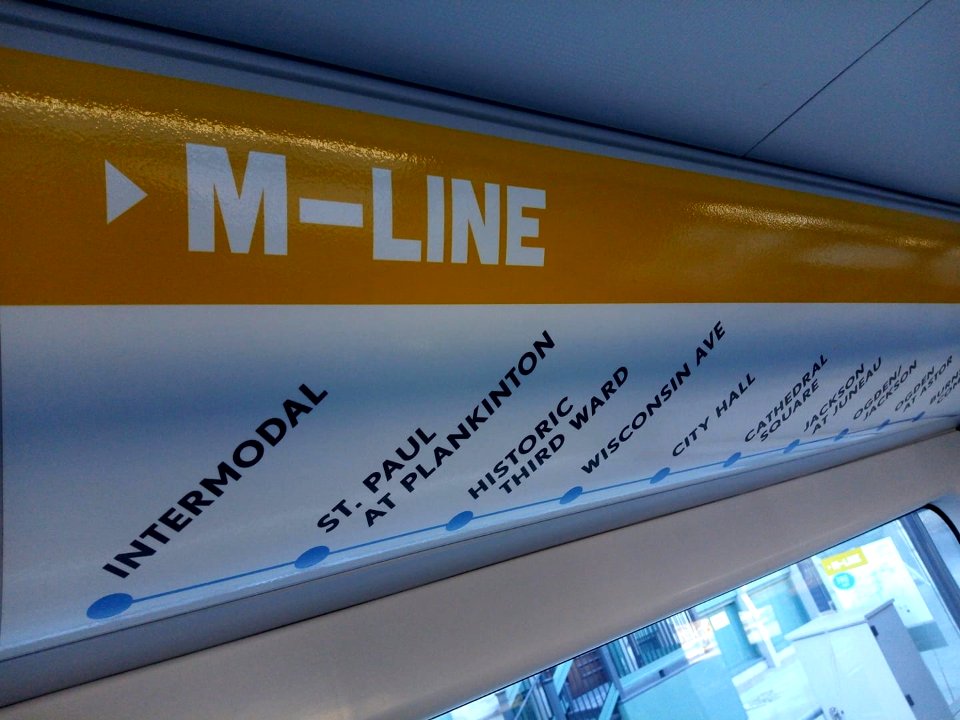 M-LINE
INTERMODAL
ST. PAUL
AT PLANKINTON
HISTORIC
THIRD WARD
WISCONSIN AVE
CITY HALL
CATHEDRAL
SQUARE
JACKSON
AT JUNEAU
OGDEN/
JACKSON
OGDEN
AT ASTOR
M-LINE